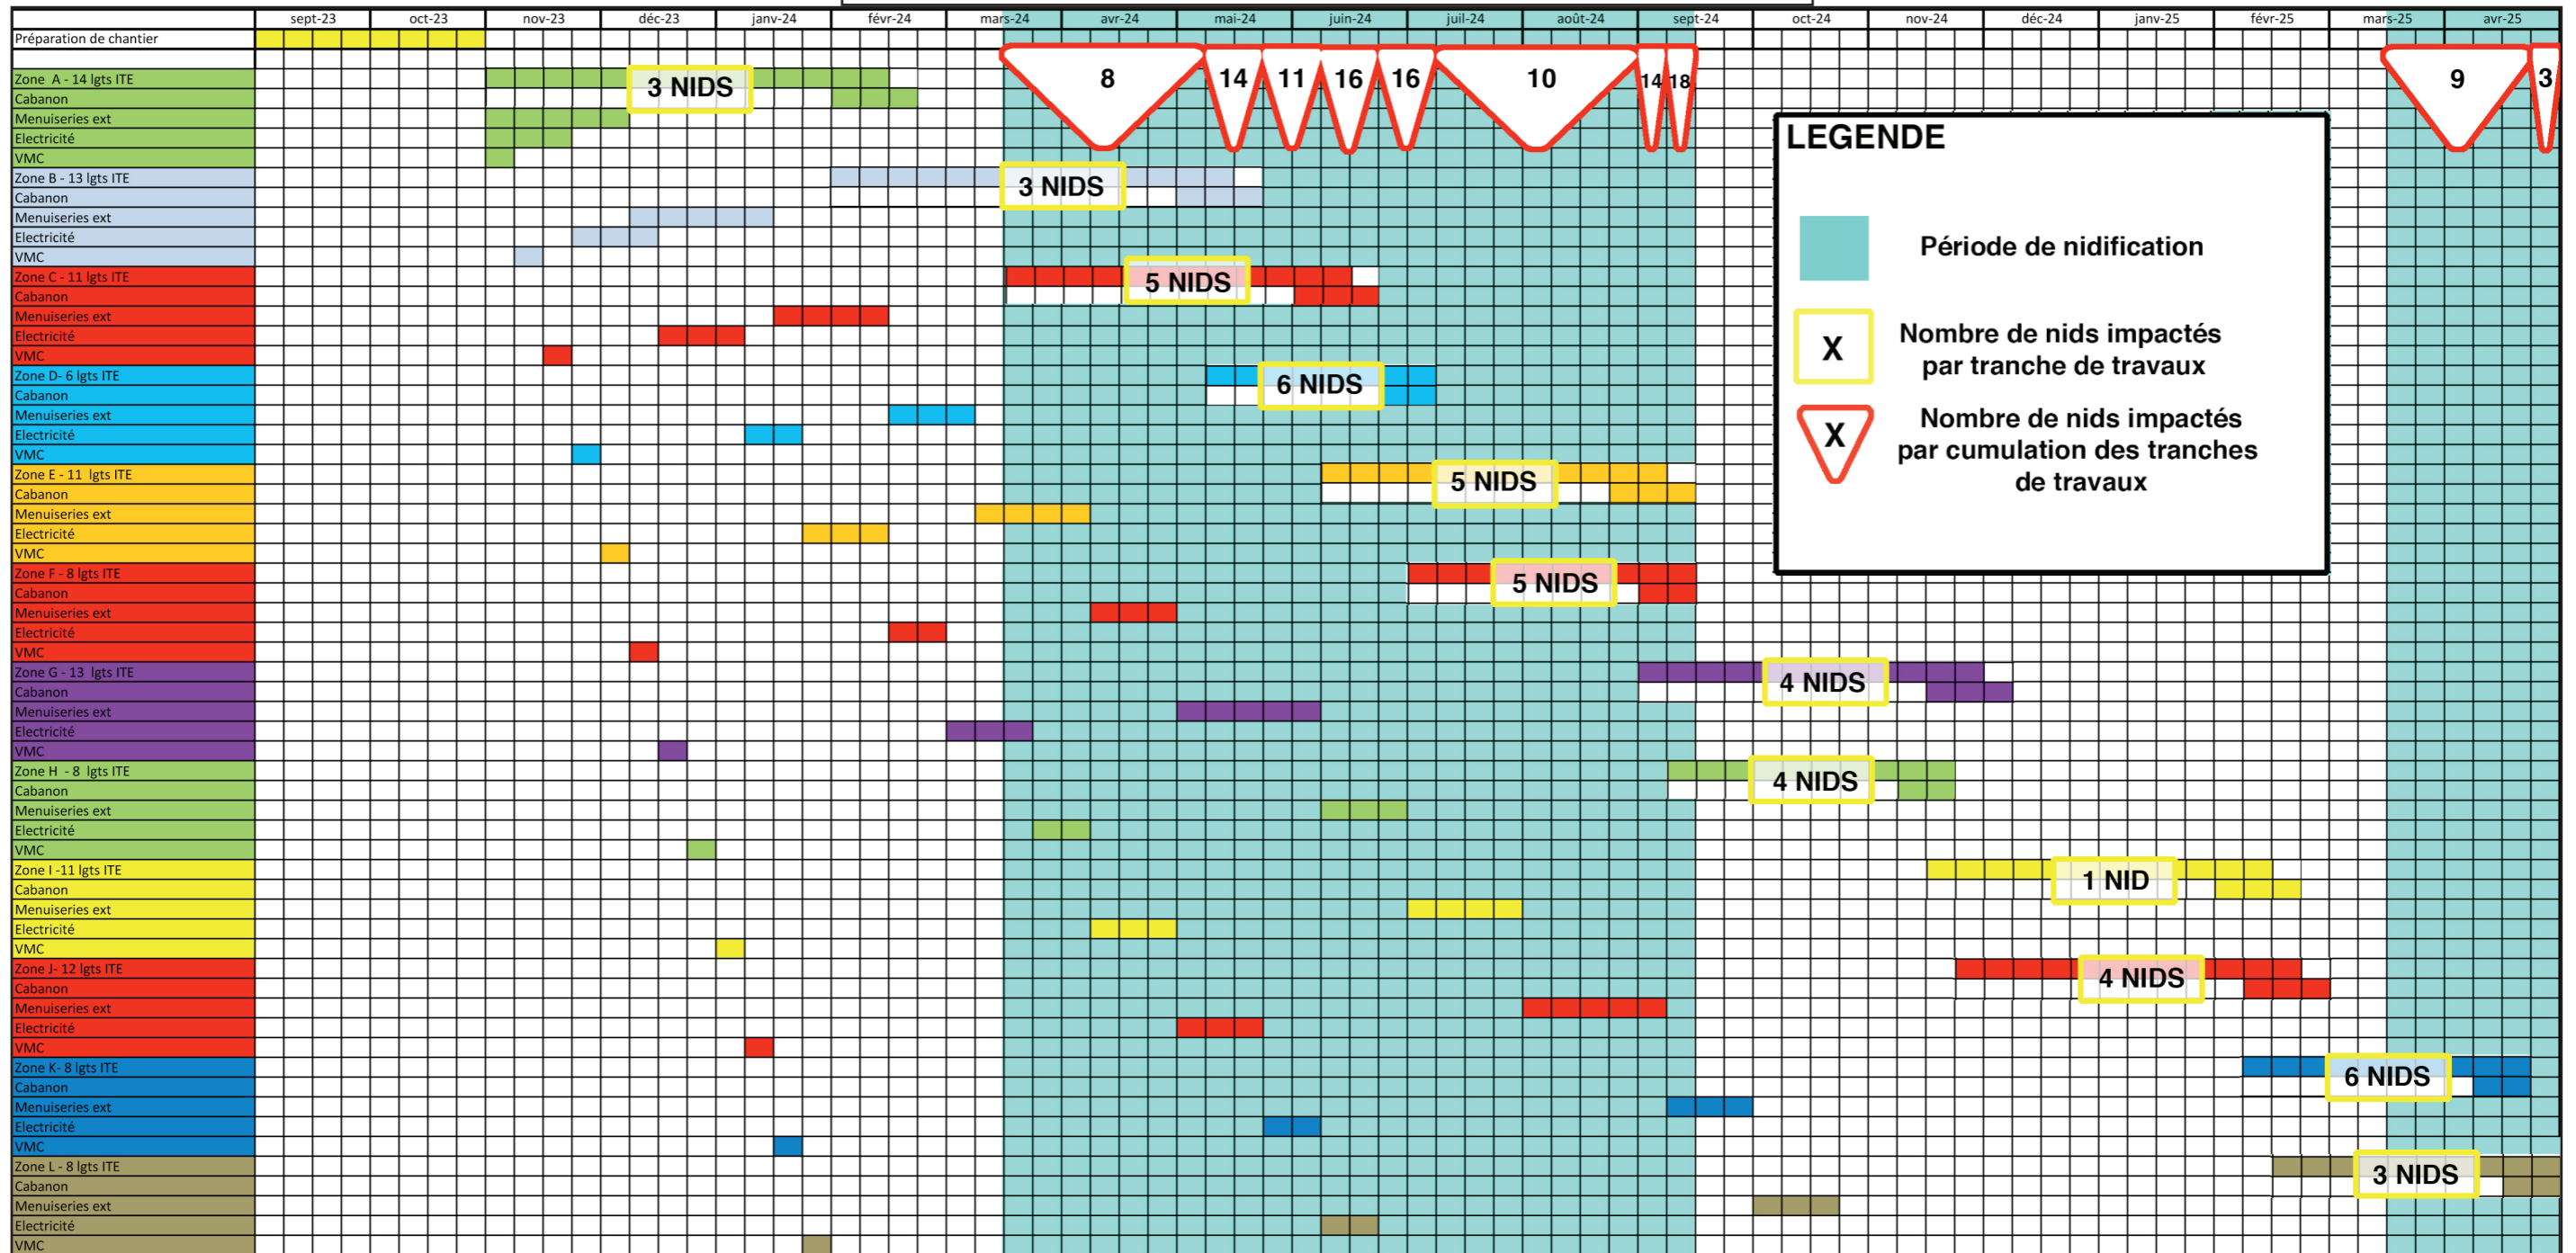 sept-23 oct-23 nov-23 déc-23 janv-24 févr-24 mars-24 avr-24 mai-24 juin-24 juil-24 août-24 sept-24 oct-24 nov-24 déc-24 janv-25 févr-25 mars-25 avr-25
Préparation de chantier
Zone A - 14 lgts ITE
3 NIDS
8 14 11 16 16 10 14 18 9 3
Cabanon
Menuiseries ext
Electricité
VMC
LEGENDE
Période de nidification
X
Nombre de nids impactés
par tranche de travaux
X
Nombre de nids impactés
par cumulation des tranches
de travaux
Zone B - 13 lgts ITE
3 NIDS
Cabanon
Menuiseries ext
Electricité
VMC
Zone C - 11 lgts ITE
5 NIDS
Cabanon
Menuiseries ext
Electricité
VMC
Zone D- 6 lgts ITE
6 NIDS
Cabanon
Menuiseries ext
Electricité
VMC
Zone E - 11 lgts ITE
5 NIDS
Cabanon
Menuiseries ext
Electricité
VMC
Zone F - 8 lgts ITE
5 NIDS
Cabanon
Menuiseries ext
Electricité
VMC
Zone G - 13 lgts ITE
4 NIDS
Cabanon
Menuiseries ext
Electricité
VMC
Zone H - 8 lgts ITE
4 NIDS
Cabanon
Menuiseries ext
Electricité
VMC
Zone I -11 lgts ITE
1 NID
Cabanon
Menuiseries ext
Electricité
VMC
Zone J- 12 lgts ITE
4 NIDS
Cabanon
Menuiseries ext
Electricité
VMC
Zone K- 8 lgts ITE
6 NIDS
Cabanon
Menuiseries ext
Electricité
VMC
Zone L - 8 lgts ITE
3 NIDS
Cabanon
Menuiseries ext
Electricité
VMC